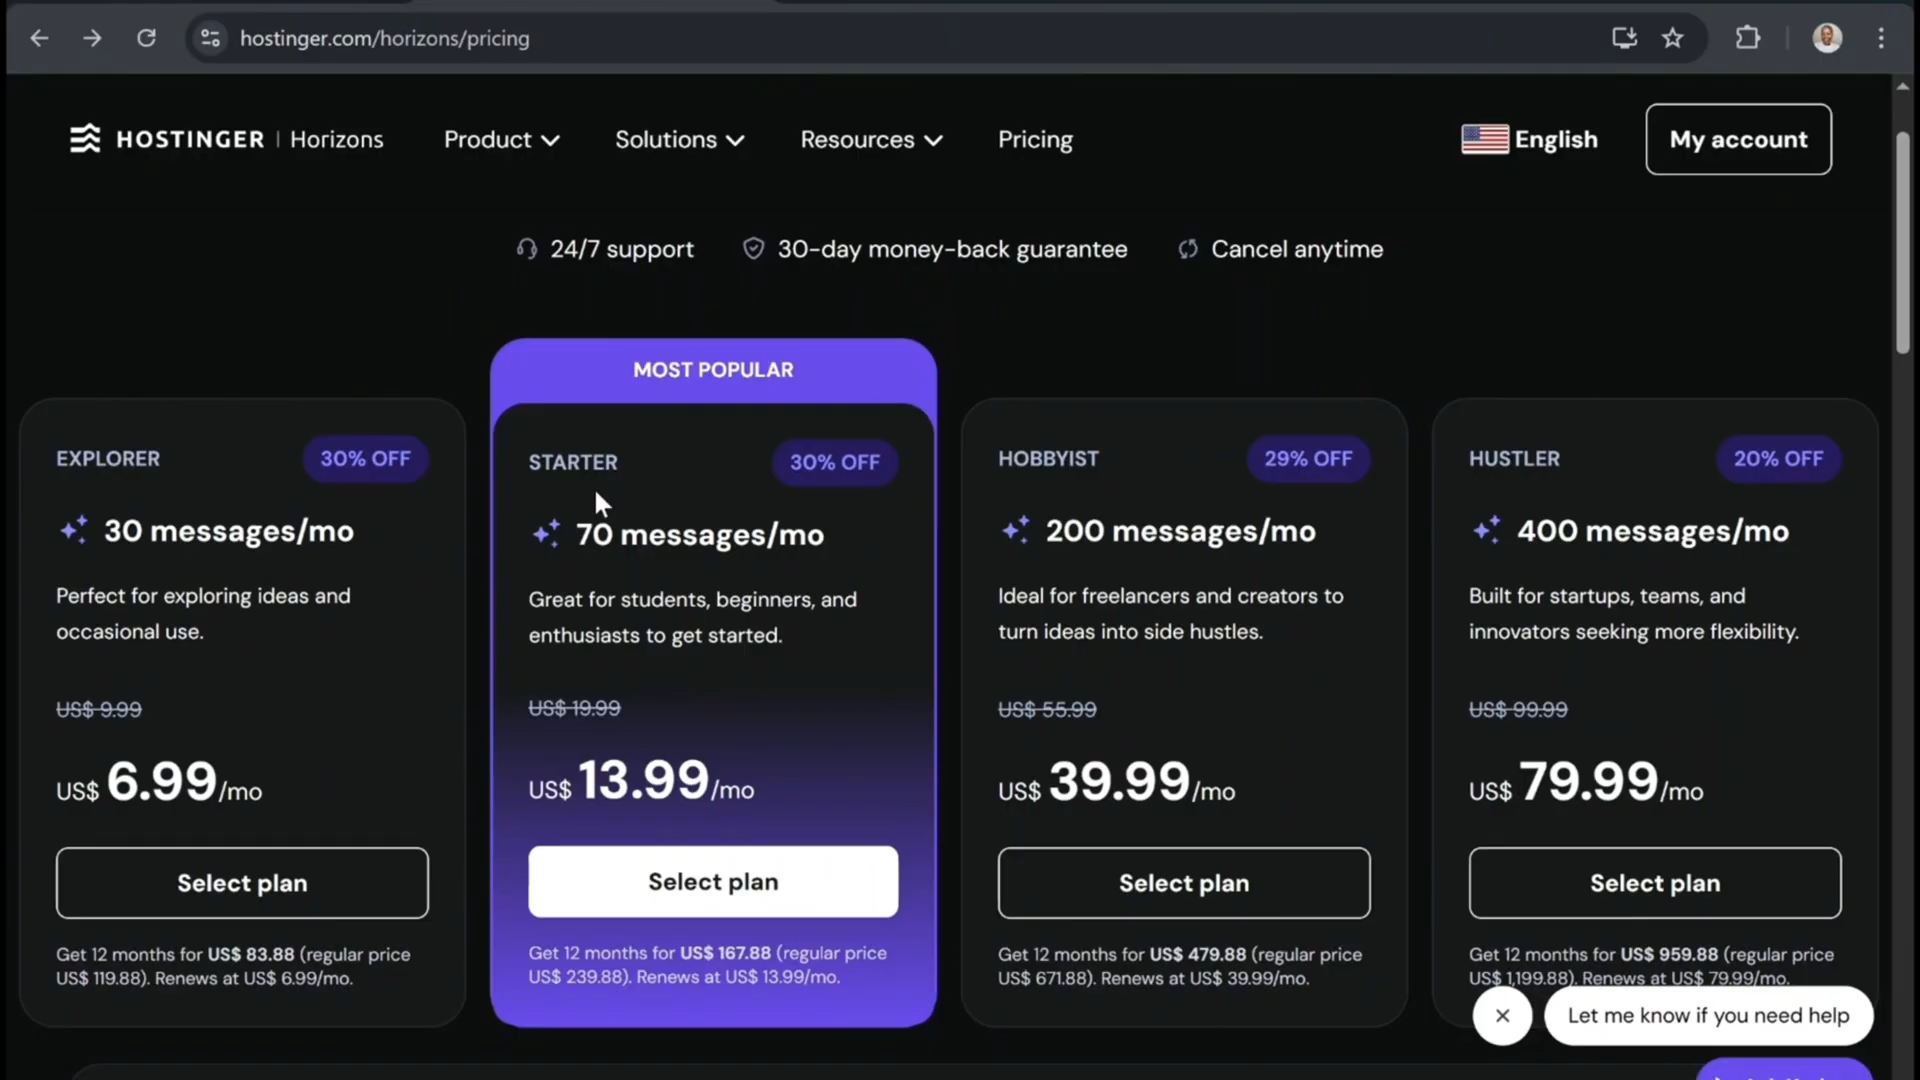 hostinger.com/horizons/pricing
HOSTINGER | Horizons
Product
Solutions
Resources
Pricing
English
My account
24/7 support
30-day money-back guarantee
Cancel anytime
MOST POPULAR
EXPLORER
30% OFF
30 messages/mo
Perfect for exploring ideas and
occasional use.
US$ 9.99
US$ 6.99/mo
Select plan
Get 12 months for US$ 83.88 (regular price
US$ 119.88). Renews at US$ 6.99/mo.
STARTER
30% OFF
70 messages/mo
Great for students, beginners, and
enthusiasts to get started.
US$ 19.99
US$ 13.99/mo
Select plan
Get 12 months for US$ 167.88 (regular price
US$ 239.88). Renews at US$ 13.99/mo.
HOBBYIST
29% OFF
200 messages/mo
Ideal for freelancers and creators to
turn ideas into side hustles.
US$ 55.99
US$ 39.99/mo
Select plan
Get 12 months for US$ 479.88 (regular price
US$ 671.88). Renews at US$ 39.99/mo.
HUSTLER
20% OFF
400 messages/mo
Built for startups, teams, and
innovators seeking more flexibility.
US$ 99.99
US$ 79.99/mo
Select plan
Get 12 months for US$ 959.88 (regular price
US$ 1,199.88). Renews at US$ 79.99/mo.
Let me know if you need help